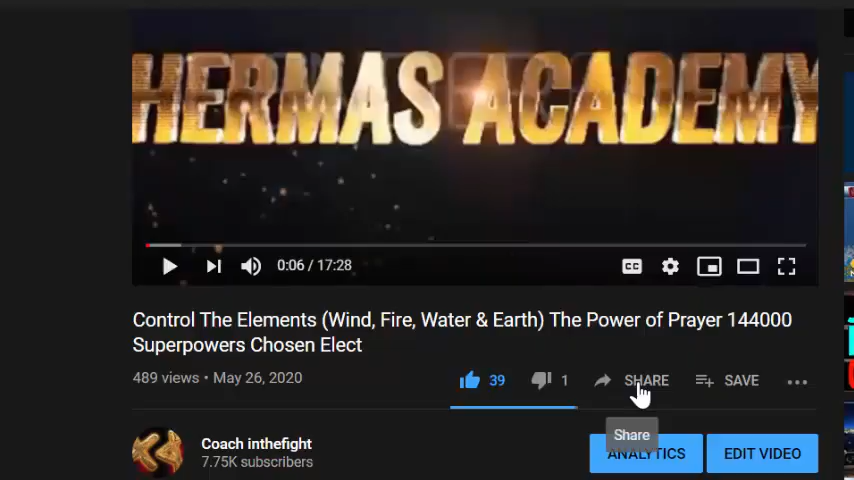 HERMAS ACADEMY
0:06 / 17:28
CC
Control The Elements (Wind, Fire, Water & Earth) The Power of Prayer 144000
Superpowers Chosen Elect
489 views • May 26, 2020
39
1
SHARE
SAVE
Share
Coach inthefight
7.75K subscribers
ANALYTICS
EDIT VIDEO